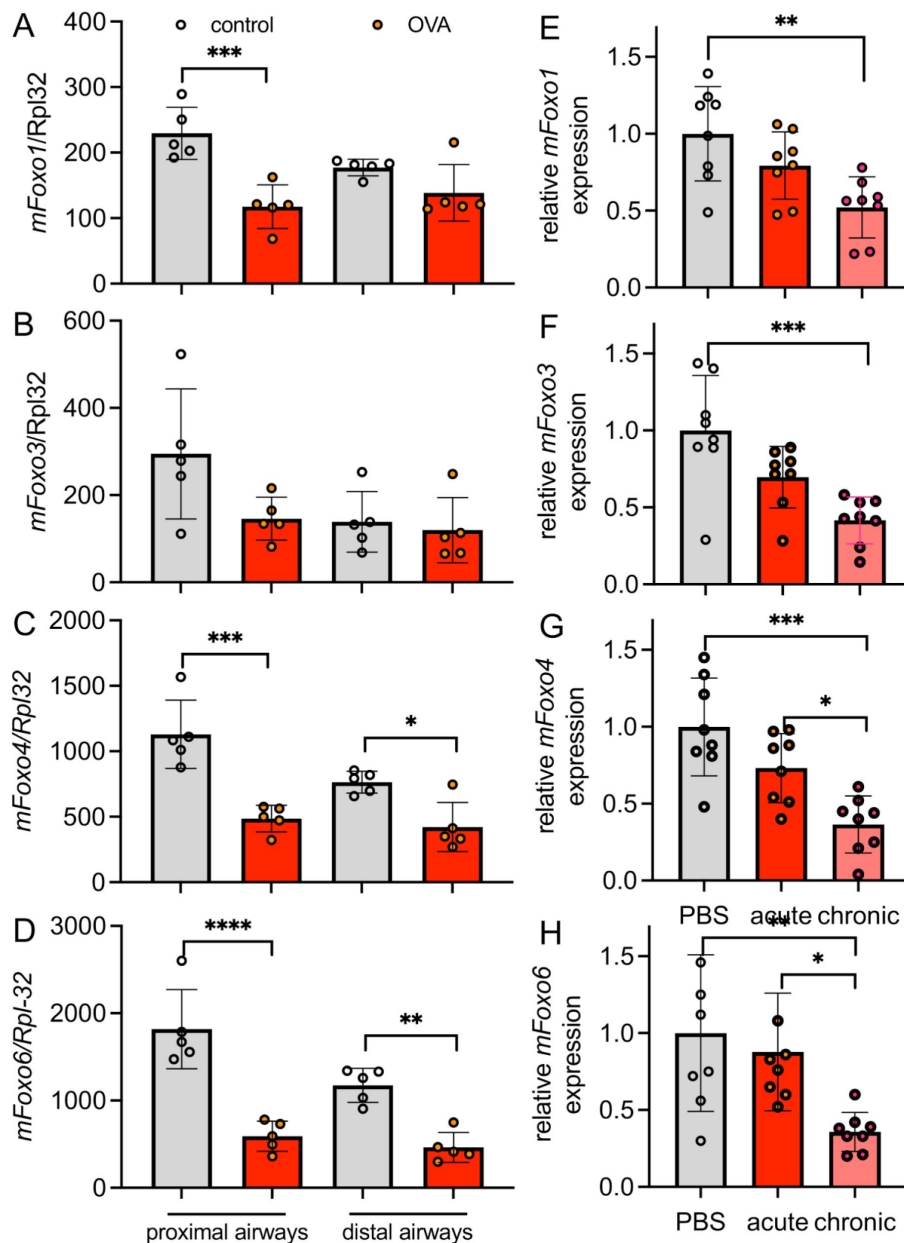 A
control
OVA
***
mFoxo1/Rpl32
400
300
200
100
0
B
mFoxo3/Rpl32
600
400
200
0
C
***
*
mFoxo4/Rpl32
2000
1500
1000
500
0
D
****
**
mFoxo6/Rpl-32
3000
2000
1000
0
proximal airways
distal airways
E
**
relative mFoxo1
expression
1.5
1.0
0.5
0.0
F
***
relative mFoxo3
expression
1.5
1.0
0.5
0.0
G
***
*
relative mFoxo4
expression
1.5
1.0
0.5
0.0
PBS acute chronic
H
**
*
relative mFoxo6
expression
1.5
1.0
0.5
0.0
PBS acute chronic